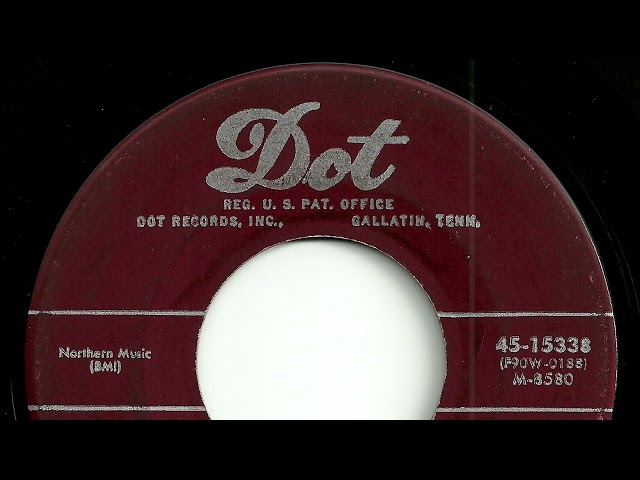 Dot
REG. U. S. PAT. OFFICE
DOT RECORDS, INC., GALLATIN, TENN.
Northern Music
(BMI)
45-15338
(F90W-0188)
M-8580